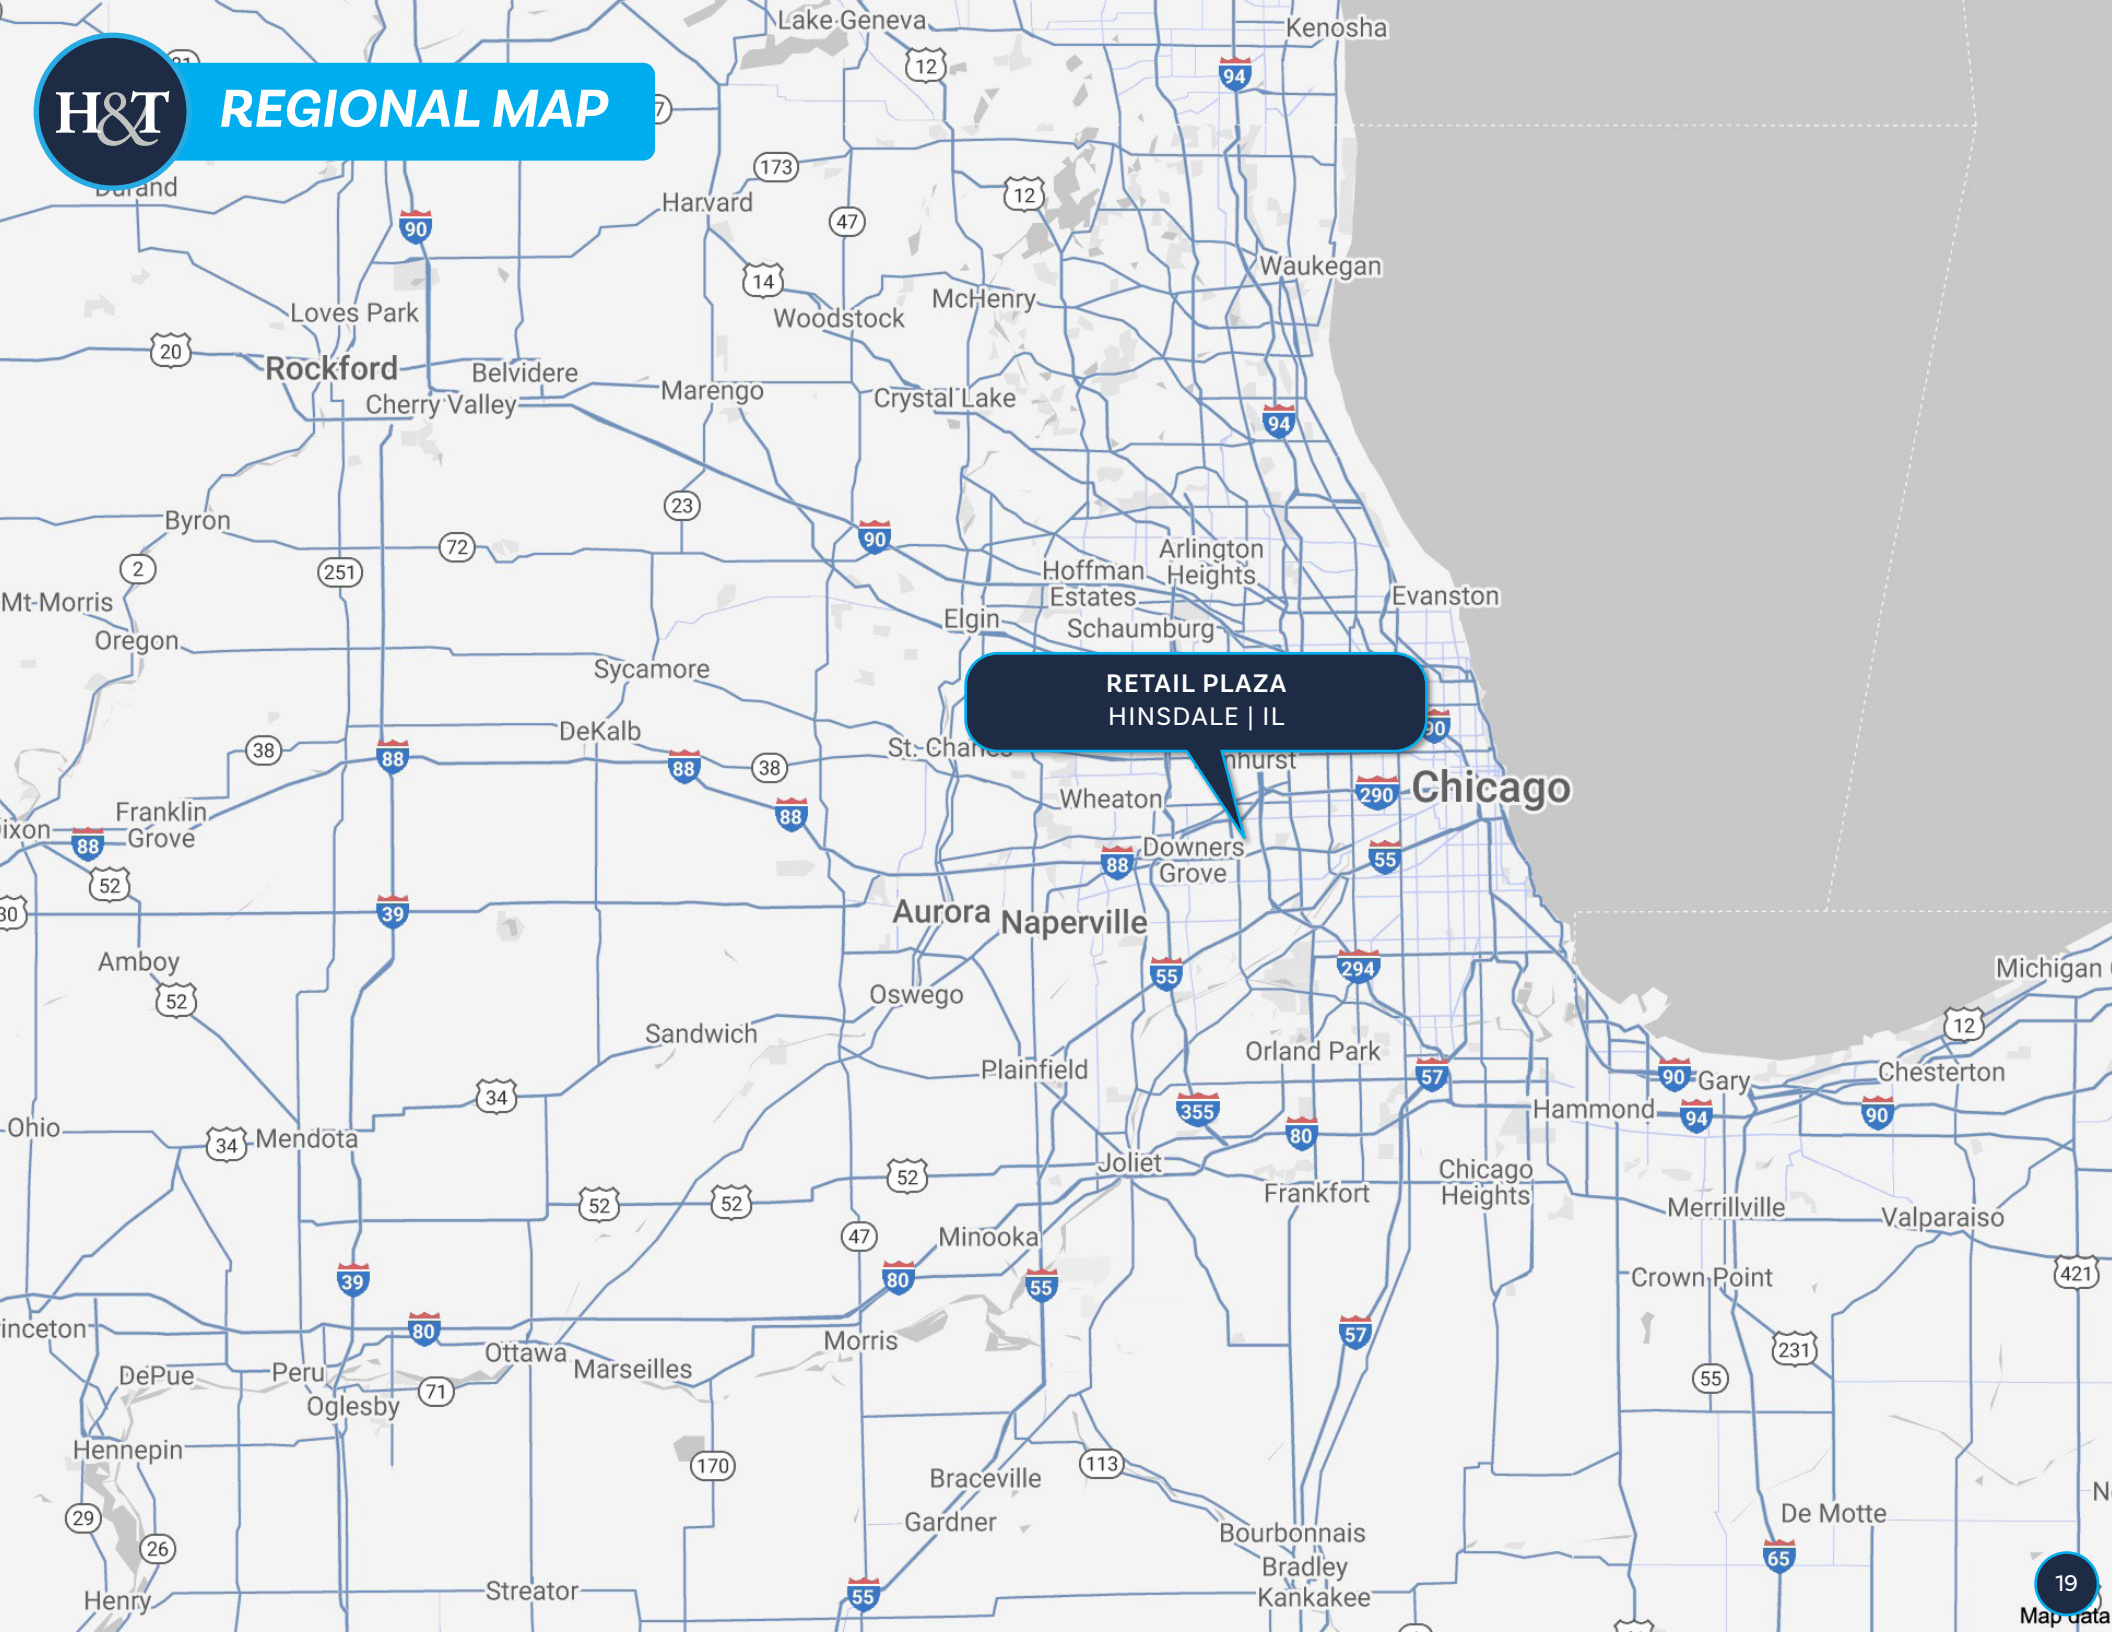 Lake Geneva
Kenosha
12
94
H&T
REGIONAL MAP
173
12
Durand
Harvard
47
90
14
Waukegan
McHenry
Loves Park
Woodstock
20
Rockford
Belvidere
Marengo
Cherry Valley
Crystal Lake
94
23
Byron
90
72
Arlington
Heights
2
251
Hoffman
Estates
Mt Morris
Evanston
Elgin
Oregon
Schaumburg
Sycamore
RETAIL PLAZA
HINSDALE | IL
90
DeKalb
38
St. Charles
88
88
38
Chicago
290
Wheaton
Franklin
Grove
88
88
Downers
Grove
88
55
52
39
30
Aurora
Naperville
Amboy
55
294
Michigan
52
Oswego
12
Sandwich
Orland Park
Plainfield
57
90
Gary
Chesterton
34
355
Hammond
94
90
Ohio
34
Mendota
80
Joliet
52
Chicago
Heights
Frankfort
52
52
Merrillville
Valparaiso
47
Minooka
39
80
55
Crown Point
421
80
57
Morris
Ottawa
231
Marseilles
DePue
Peru
71
55
Oglesby
Hennepin
170
113
Braceville
29
Gardner
De Motte
Bourbonnais
26
65
Bradley
Streator
55
Kankakee
Henry
19
Map data